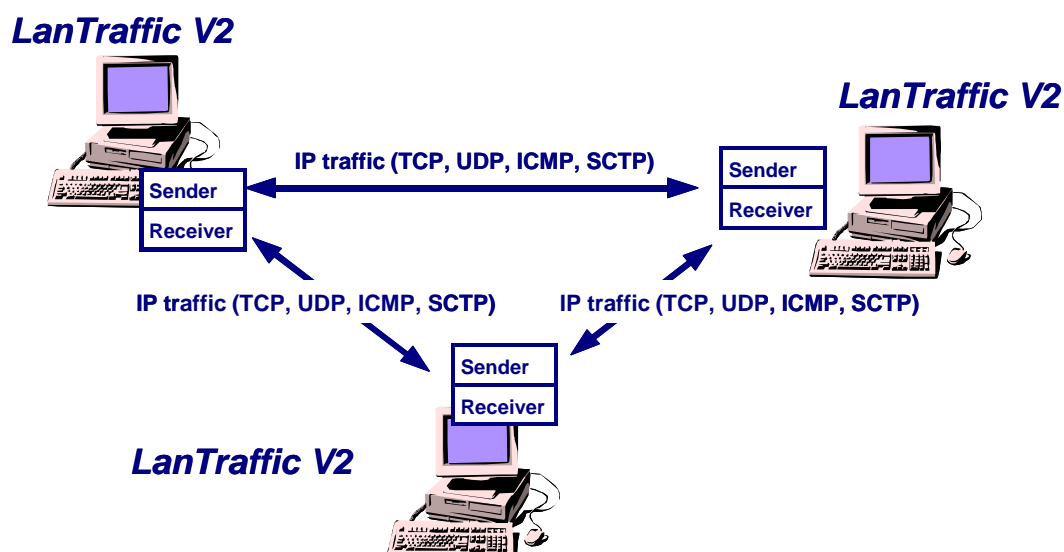 LanTraffic V2
LanTraffic V2
IP traffic (TCP, UDP, ICMP, SCTP)
Sender
Receiver
Sender
Receiver
IP traffic (TCP, UDP, ICMP, SCTP)
IP traffic (TCP, UDP, ICMP, SCTP)
Sender
Receiver
LanTraffic V2